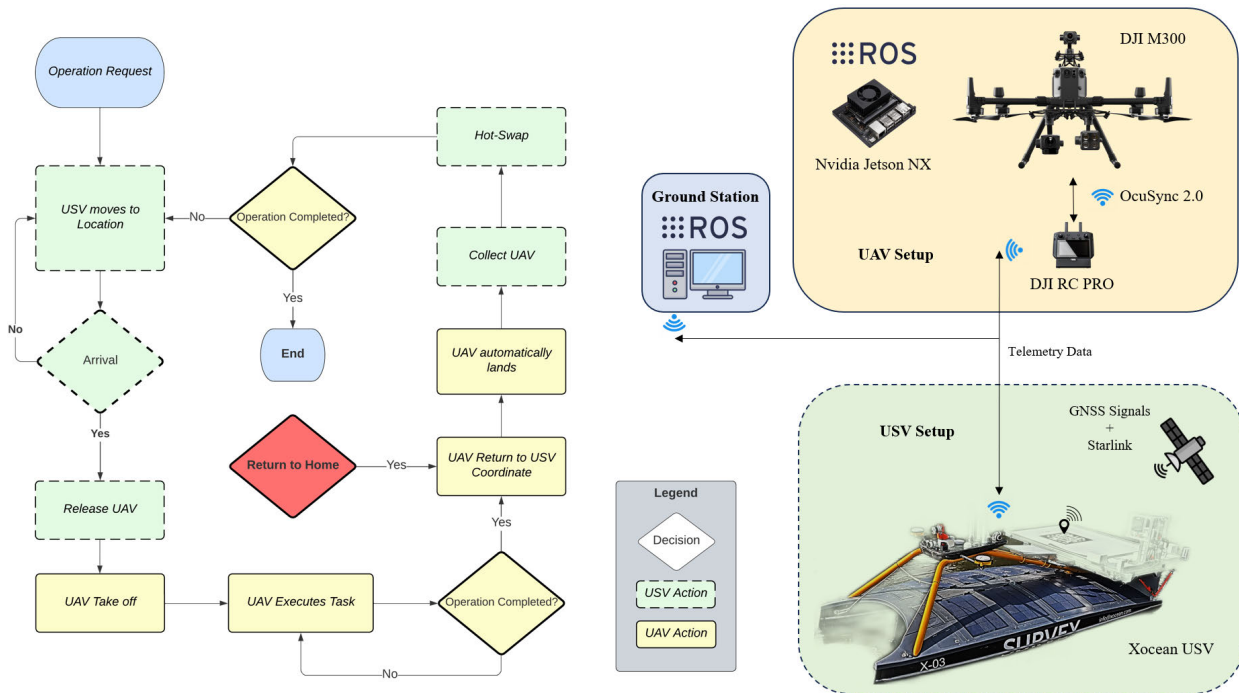 Operation Request
USV moves to
Location
No
Arrival
Yes
Release UAV
UAV Take off
UAV Executes Task
Operation Completed?
No
Yes
Return to Home
Yes
UAV Return to USV
Coordinate
UAV automatically
lands
Collect UAV
Hot-Swap
Operation Completed?
No
Yes
End
Legend
Decision
USV Action
UAV Action
Ground Station
ROS
ROS
Nvidia Jetson NX
DJI M300
OcuSync 2.0
UAV Setup
DJI RC PRO
Telemetry Data
USV Setup
GNSS Signals
+
Starlink
X-03
SURVEY
Xocean USV